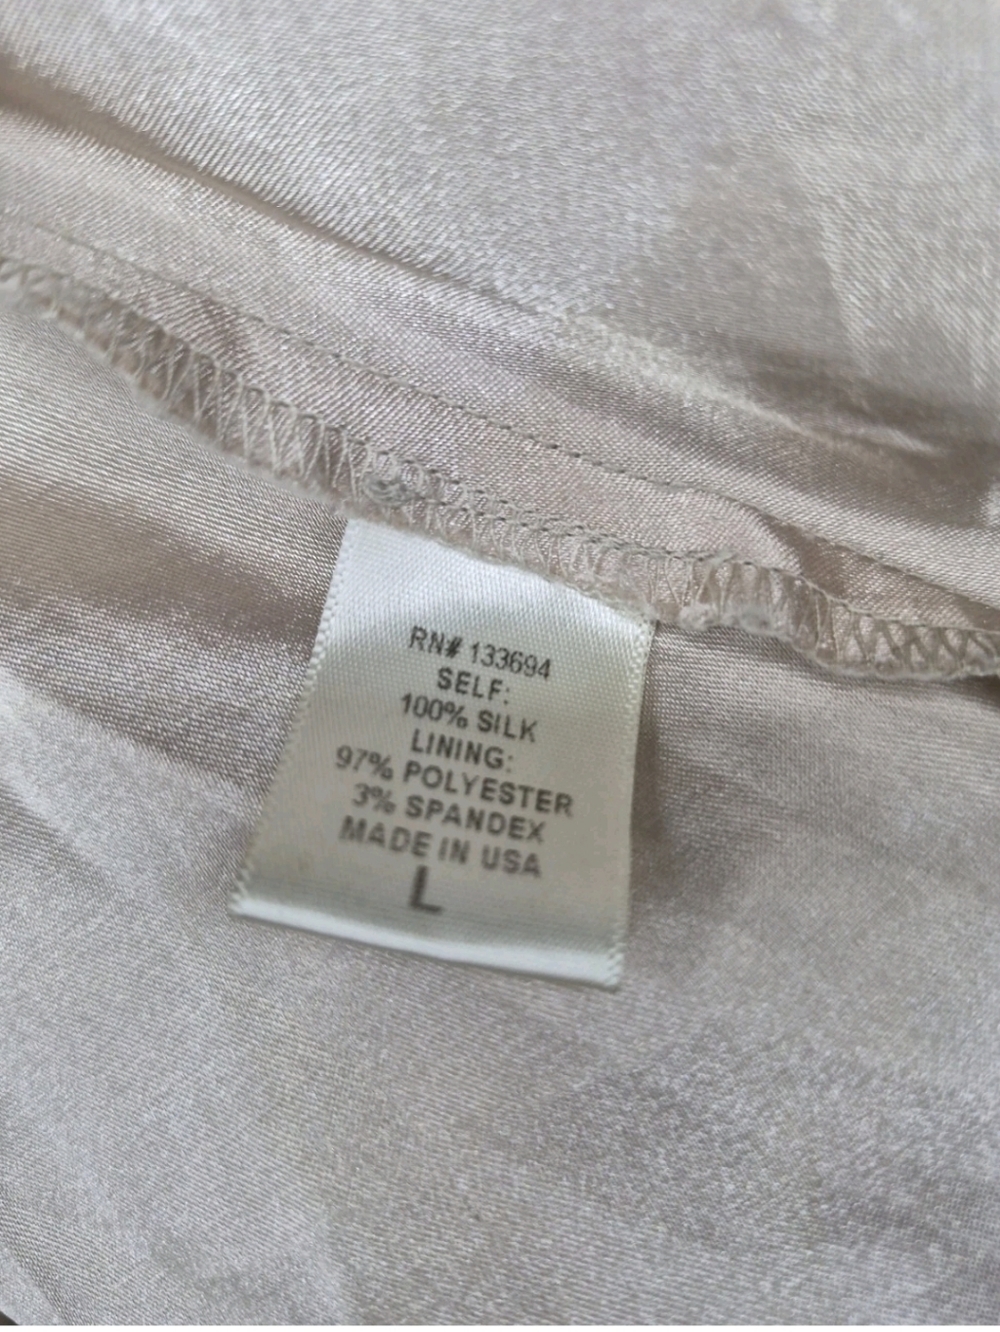 RN# 133694
SELF:
100% SILK
LINING:
97% POLYESTER
3% SPANDEX
MADE IN USA
L